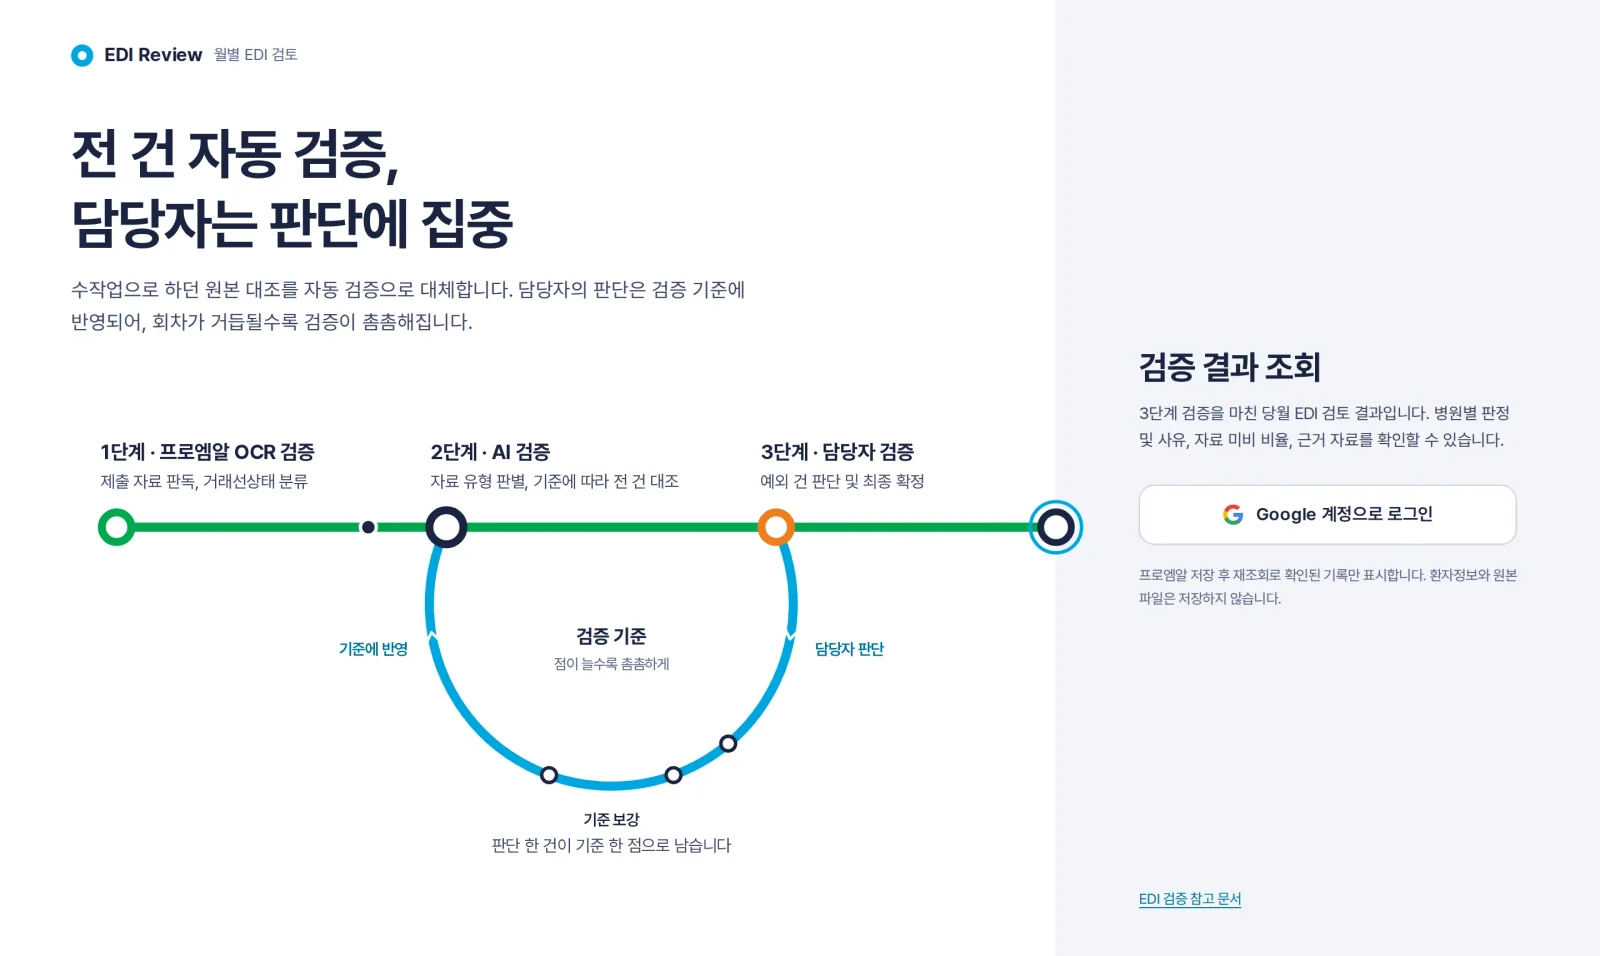 EDI Review 월별 EDI 검토
전 건 자동 검증,
담당자는 판단에 집중
수작업으로 하던 원본 대조를 자동 검증으로 대체합니다. 담당자의 판단은 검증 기준에
반영되어, 회차가 거듭될수록 검증이 촘촘해집니다.
1단계 · 프로엠알 OCR 검증
제출 자료 판독, 거래선상태 분류
2단계 · AI 검증
자료 유형 판별, 기준에 따라 전 건 대조
3단계 · 담당자 검증
예외 건 판단 및 최종 확정
기준에 반영
검증 기준
점이 늘수록 촘촘하게
담당자 판단
기준 보강
판단 한 건이 기준 한 점으로 남습니다
검증 결과 조회
3단계 검증을 마친 당월 EDI 검토 결과입니다. 병원별 판정
및 사유, 자료 미비 비율, 근거 자료를 확인할 수 있습니다.
Google 계정으로 로그인
프로엠알 저장 후 재조회로 확인된 기록만 표시합니다. 환자정보와 원본
파일은 저장하지 않습니다.
EDI 검증 참고 문서